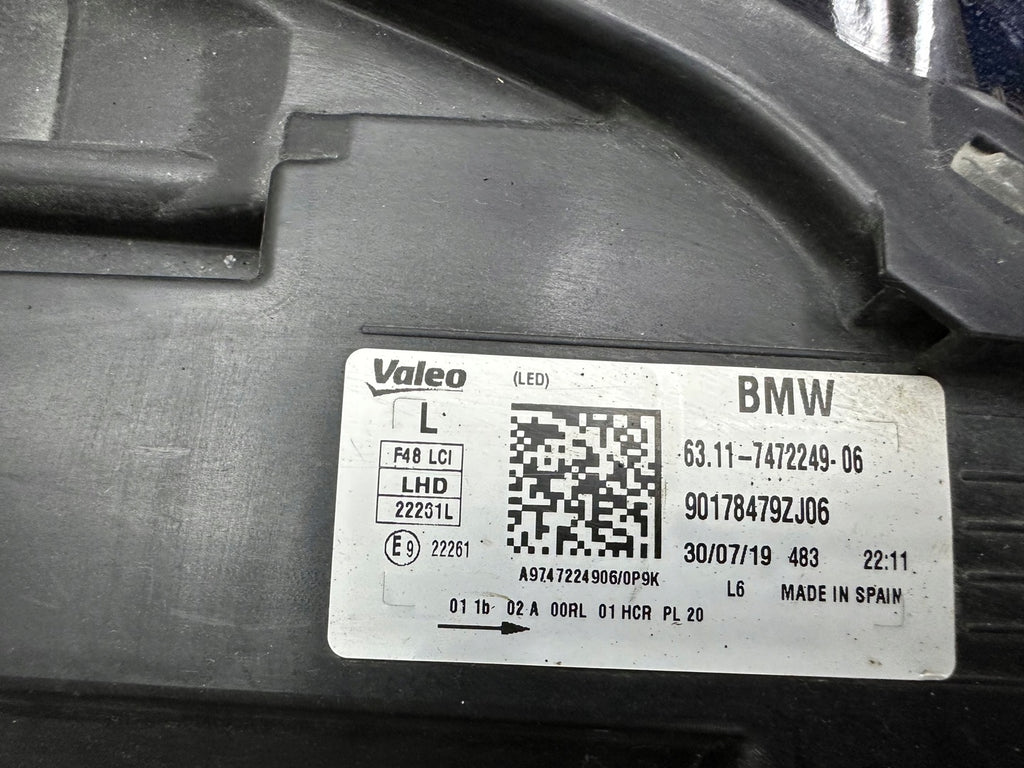 Valeo (LED) BMW
L
F48 LCI
LHD
22261L
E9 22261
63.11-7472249-06
90178479ZJ06
30/07/19 483 22:11
A9747224906/0P9K
L6 MADE IN SPAIN
01 1b 02 A 00RL 01 HCR PL 20